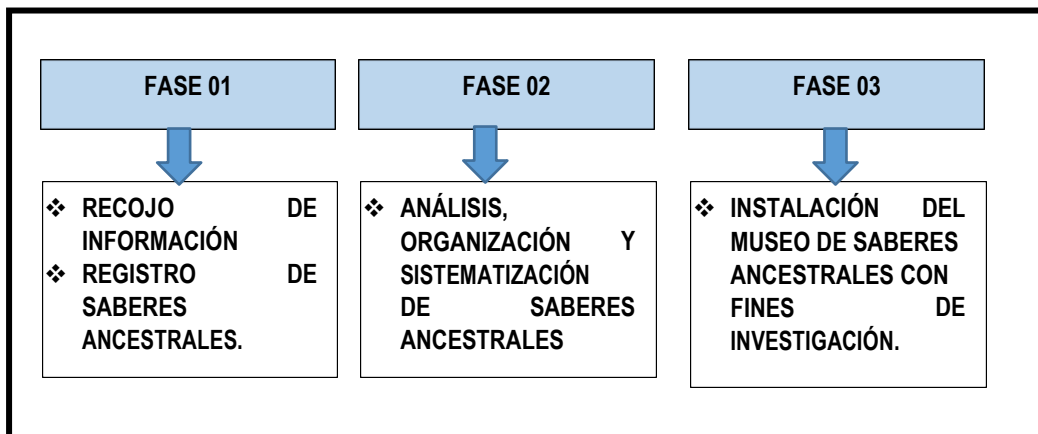 FASE 01
❖ RECOJO DE
INFORMACIÓN
❖ REGISTRO DE
SABERES
ANCESTRALES.
FASE 02
❖ ANÁLISIS,
ORGANIZACIÓN Y
SISTEMATIZACIÓN
DE SABERES
ANCESTRALES
FASE 03
❖ INSTALACIÓN DEL
MUSEO DE SABERES
ANCESTRALES CON
FINES DE
INVESTIGACIÓN.